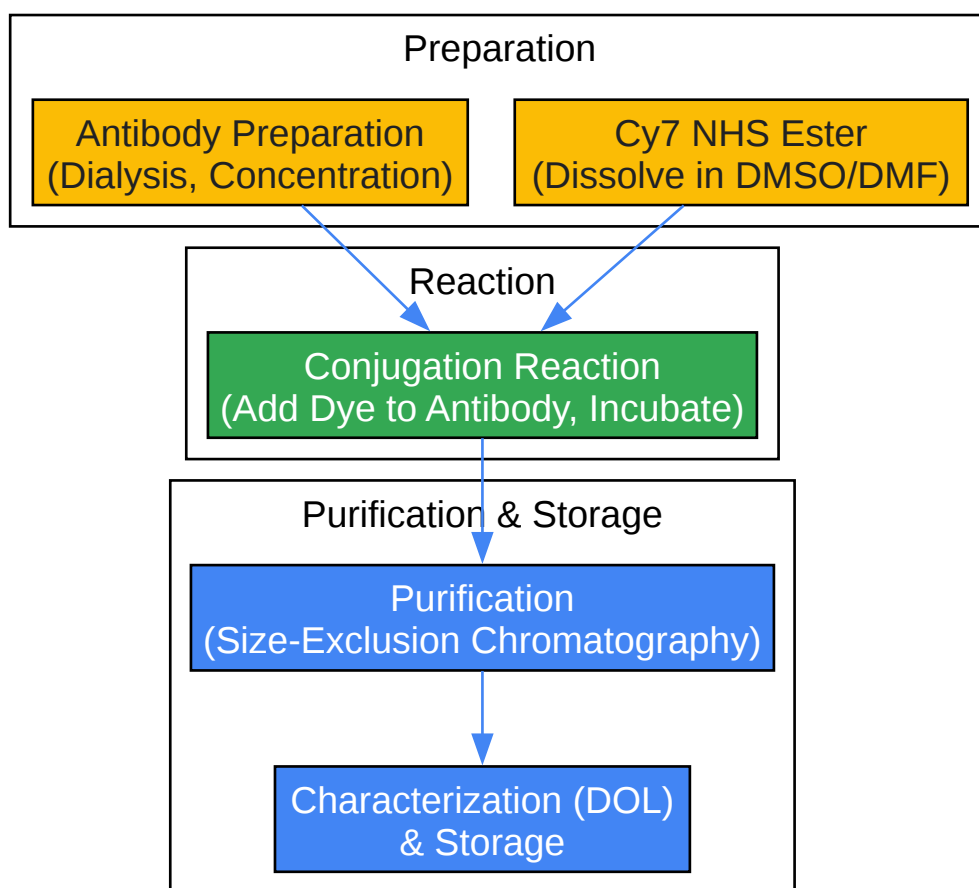 Preparation
Antibody Preparation
(Dialysis, Concentration)
Cy7 NHS Ester
(Dissolve in DMSO/DMF)
Reaction
Conjugation Reaction
(Add Dye to Antibody, Incubate)
Purification & Storage
Purification
(Size-Exclusion Chromatography)
Characterization (DOL)
& Storage